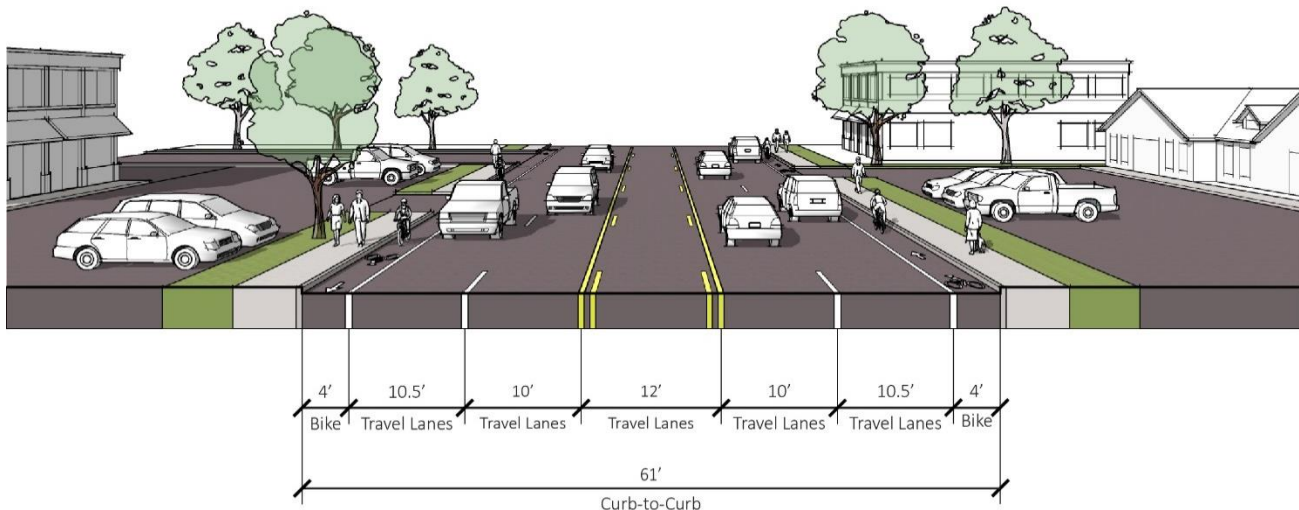 4' 10.5' 10' 12' 10' 10.5' 4'
Bike Travel Lanes Travel Lanes Travel Lanes Travel Lanes Travel Lanes Bike
61'
Curb-to-Curb